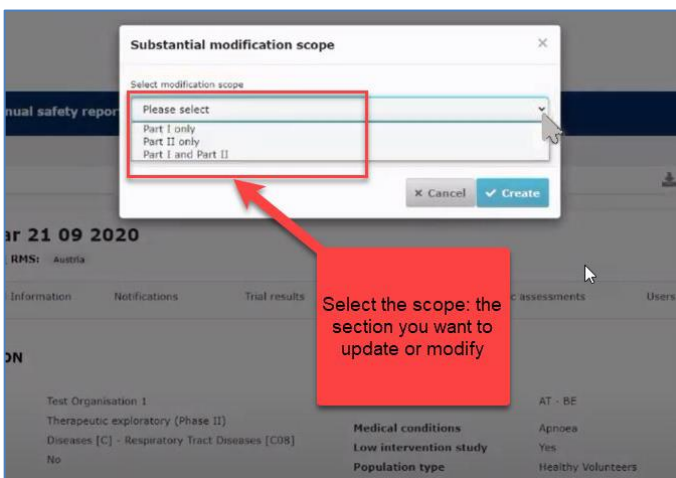 Substantial modification scope
Select modification scope
nual safety repor
Please select
Part I only
Part II only
Part I and Part II
× Cancel ✓ Create
ar 21 09 2020
RMS: Austria
Information Notifications Trial results c assessments Users
Select the scope: the
section you want to
update or modify
ON
Test Organisation 1 AT - BE
Therapeutic exploratory (Phase II) Medical conditions Apnoea
Diseases [C] - Respiratory Tract Diseases [C08] Low intervention study Yes
No Population type Healthy Volunteers